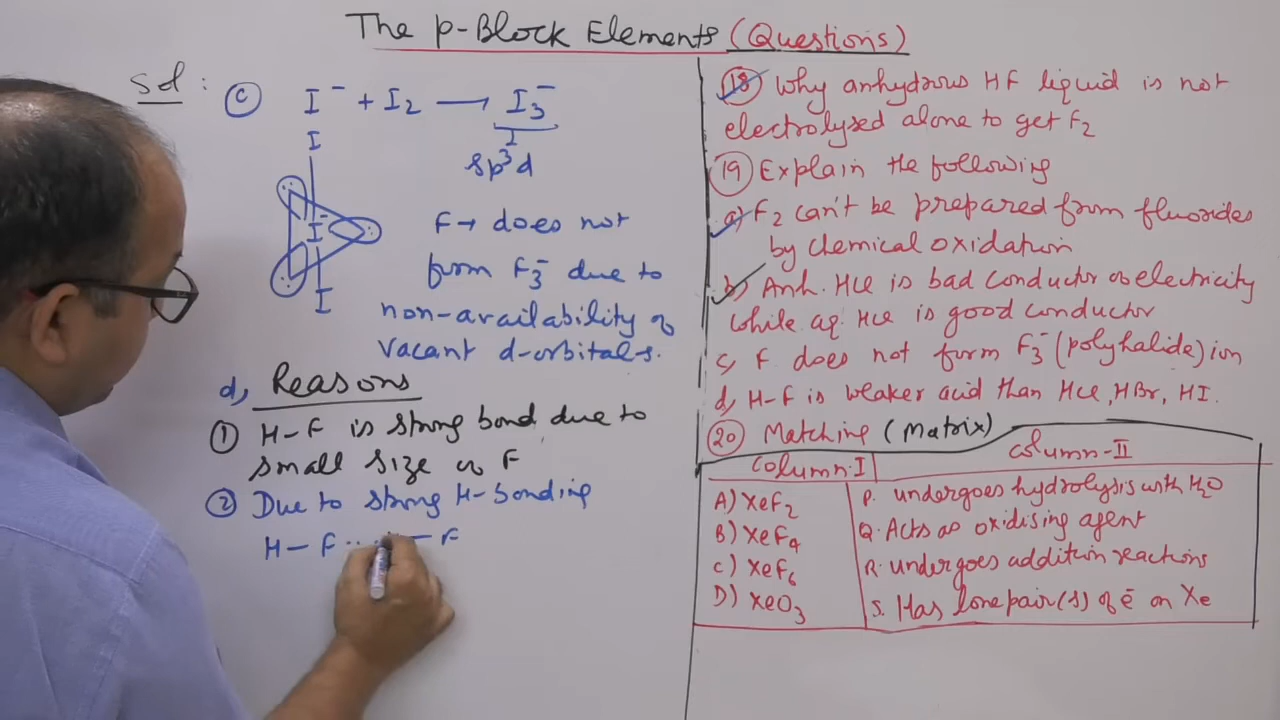 The p-Block Elements (Questions)
Sol :
(c) I⁻ + I₂ → I₃⁻
sp³d
I
I⁻
I
F → does not
form F₃⁻ due to
non-availability of
vacant d-orbitals.
d, Reasons
① H–F is strong bond due to
small size of F
② Due to strong H-bonding
H – F ... – F
(18) Why anhydrous HF liquid is not
electrolysed alone to get F₂
(19) Explain the following
a) F₂ can't be prepared from fluorides
by chemical oxidation
b) Anh. HCl is bad conductor of electricity
while aq. HCl is good conductor
c, F does not form F₃⁻ (polyhalide) ion
d, H-F is weaker acid than HCl, HBr, HI.
(20) Matching (Matrix)
Column-I Column-II
A) XeF₂ P. undergoes hydrolysis with H₂O
B) XeF₄ Q. Acts as oxidising agent
C) XeF₆ R. undergoes addition reactions
D) XeO₃ S. Has lone pair(s) of ē on Xe